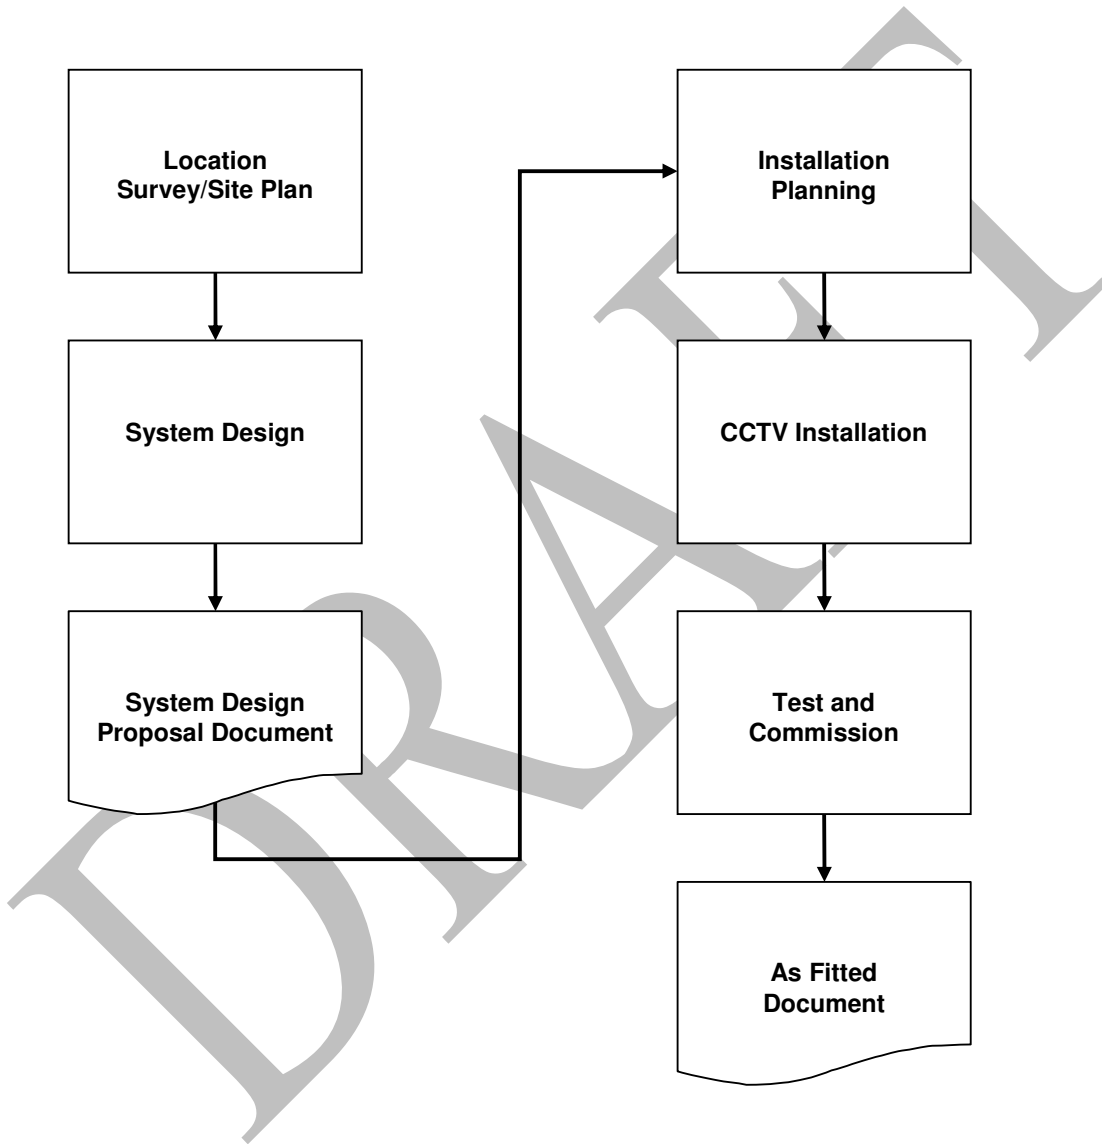 Location
Survey/Site Plan
System Design
System Design
Proposal Document
Installation
Planning
CCTV Installation
Test and
Commission
As Fitted
Document
DRAFT